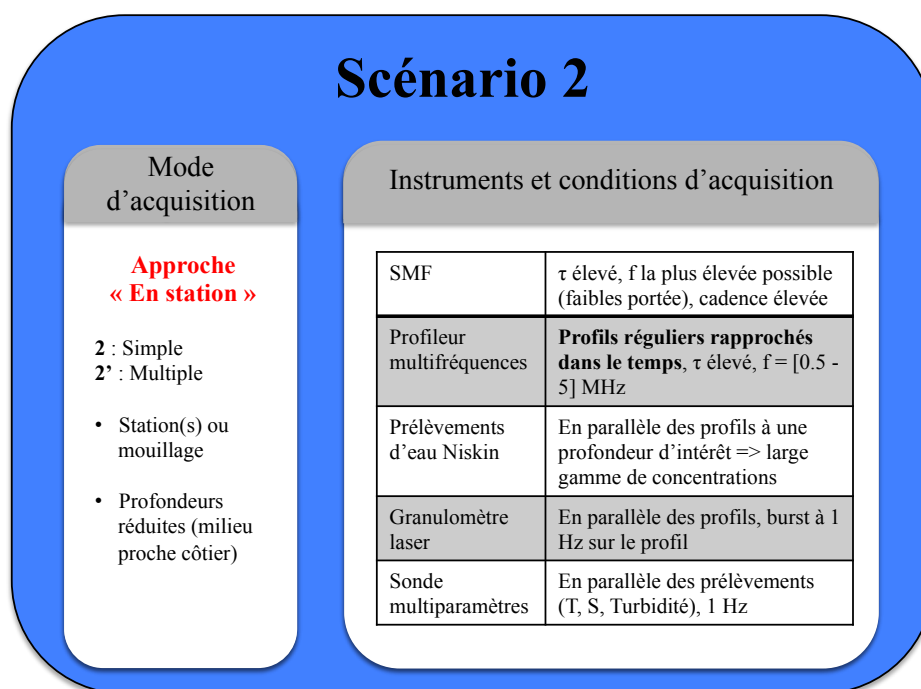 Scénario 2
Mode
d’acquisition
Approche
« En station »
2 : Simple
2’ : Multiple
• Station(s) ou
mouillage
• Profondeurs
réduites (milieu
proche côtier)
Instruments et conditions d’acquisition
SMF
τ élevé, f la plus élevée possible
(faibles portée), cadence élevée
Profileur
multifréquences
Profils réguliers rapprochés
dans le temps, τ élevé, f = [0.5 -
5] MHz
Prélèvements
d’eau Niskin
En parallèle des profils à une
profondeur d’intérêt => large
gamme de concentrations
Granulomètre
laser
En parallèle des profils, burst à 1
Hz sur le profil
Sonde
multiparamètres
En parallèle des prélèvements
(T, S, Turbidité), 1 Hz